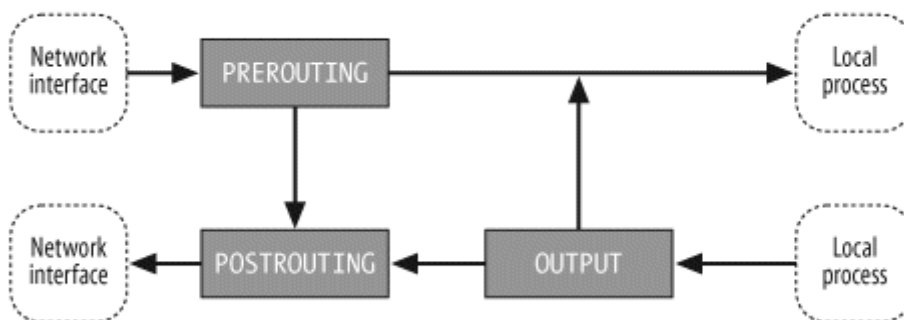 Network
interface
PREROUTING
Local
process
Network
interface
POSTROUTING
OUTPUT
Local
process